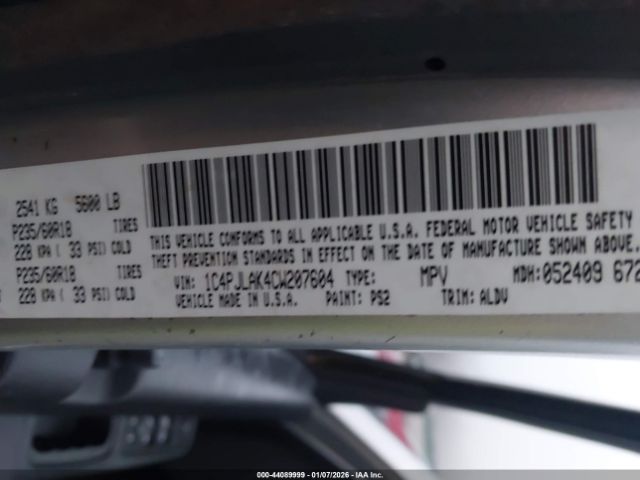 2541 KG 5600 LB
P235/60R18 TIRES
228 KPA ( 33 PSI) COLD
P235/60R18 TIRES
228 KPA ( 33 PSI) COLD
THIS VEHICLE CONFORMS TO ALL APPLICABLE U.S.A. FEDERAL MOTOR VEHICLE SAFETY
THEFT PREVENTION STANDARDS IN EFFECT ON THE DATE OF MANUFACTURE SHOWN ABOVE.
VIN: 1C4PJLAK4CW207604 TYPE: MPV MDH:052409 672
VEHICLE MADE IN U.S.A. PAINT: PS2 TRIM: ALDV
000-44089999 | 01/07/2026 | IAA Inc.